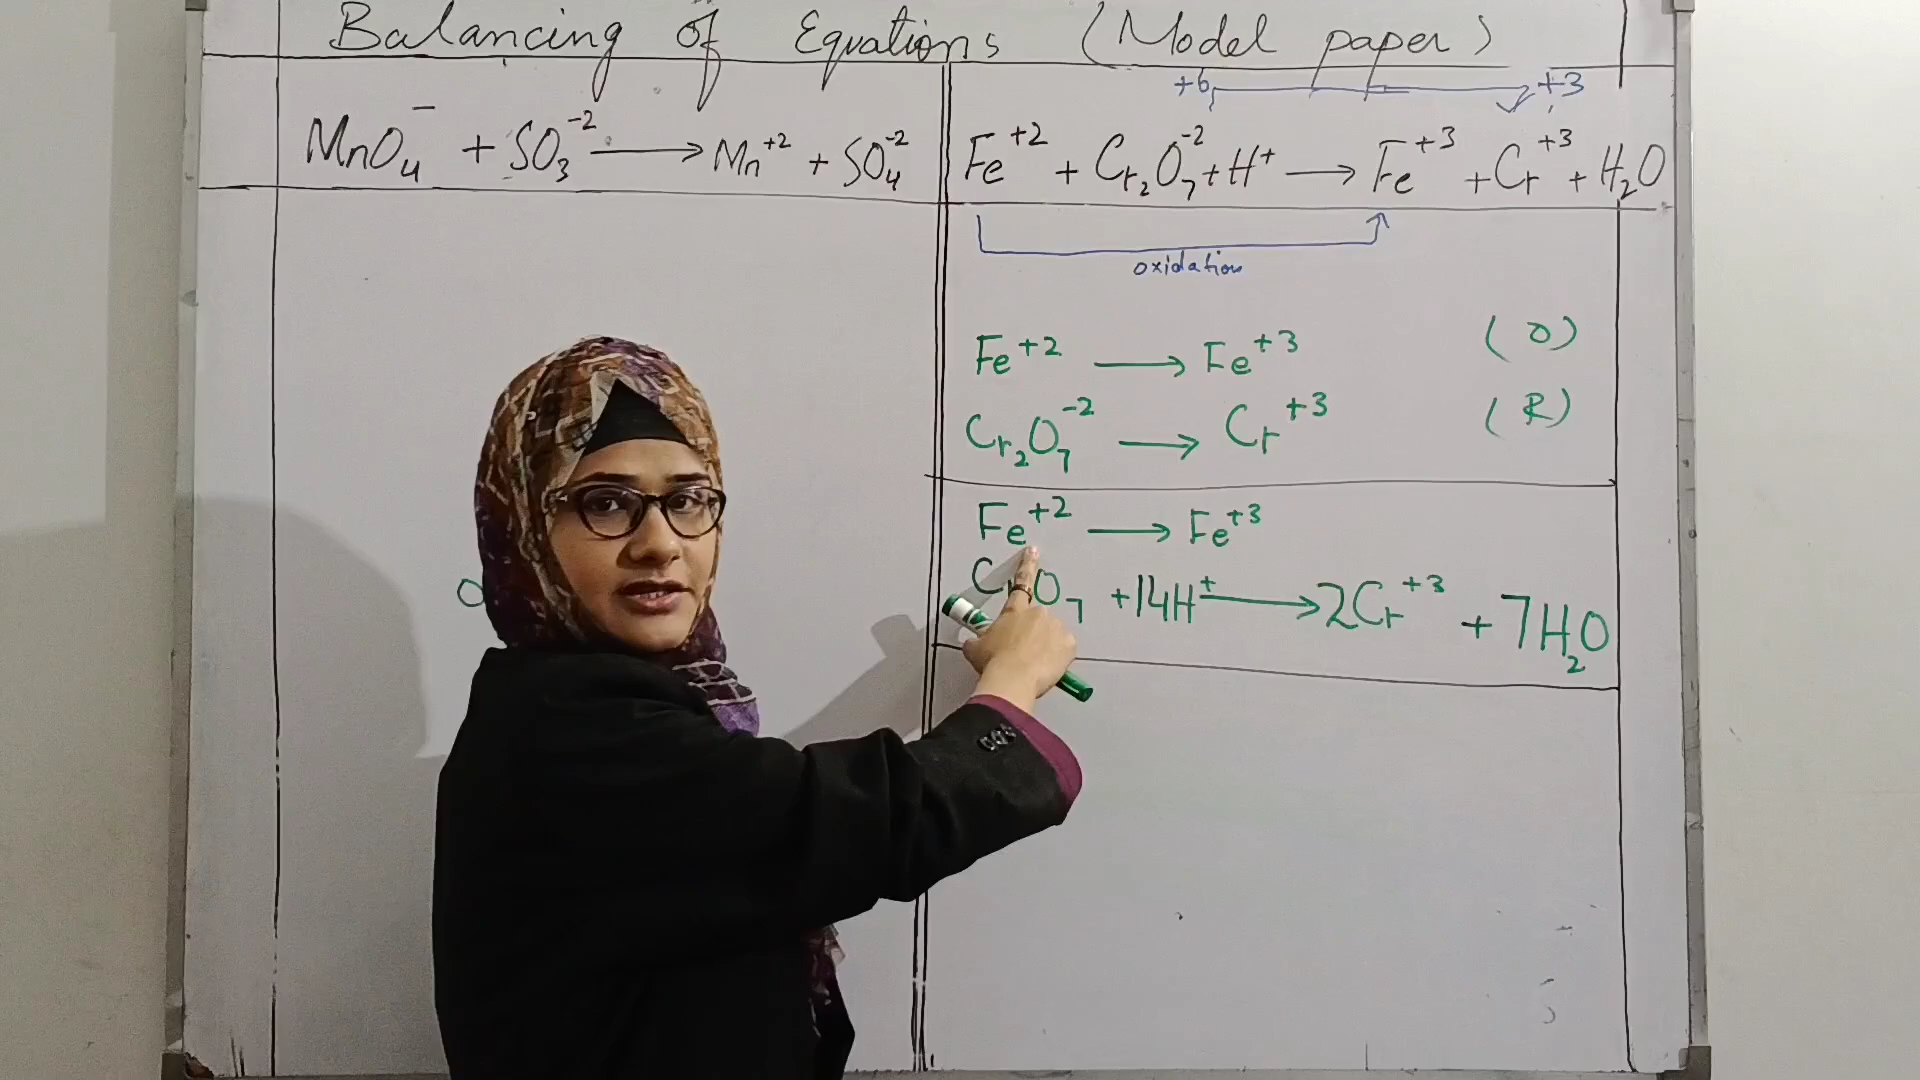 Balancing of Equations (Model paper)
MnO₄⁻ + SO₃⁻² ⟶ Mn⁺² + SO₄⁻²
+6 +3
Fe⁺² + Cr₂O₇⁻² + H⁺ ⟶ Fe⁺³ + Cr⁺³ + H₂O
oxidation
Fe⁺² ⟶ Fe⁺³ (O)
Cr₂O₇⁻² ⟶ Cr⁺³ (R)
Fe⁺² ⟶ Fe⁺³
Cr O₇ + 14H⁺ ⟶ 2Cr⁺³ + 7H₂O